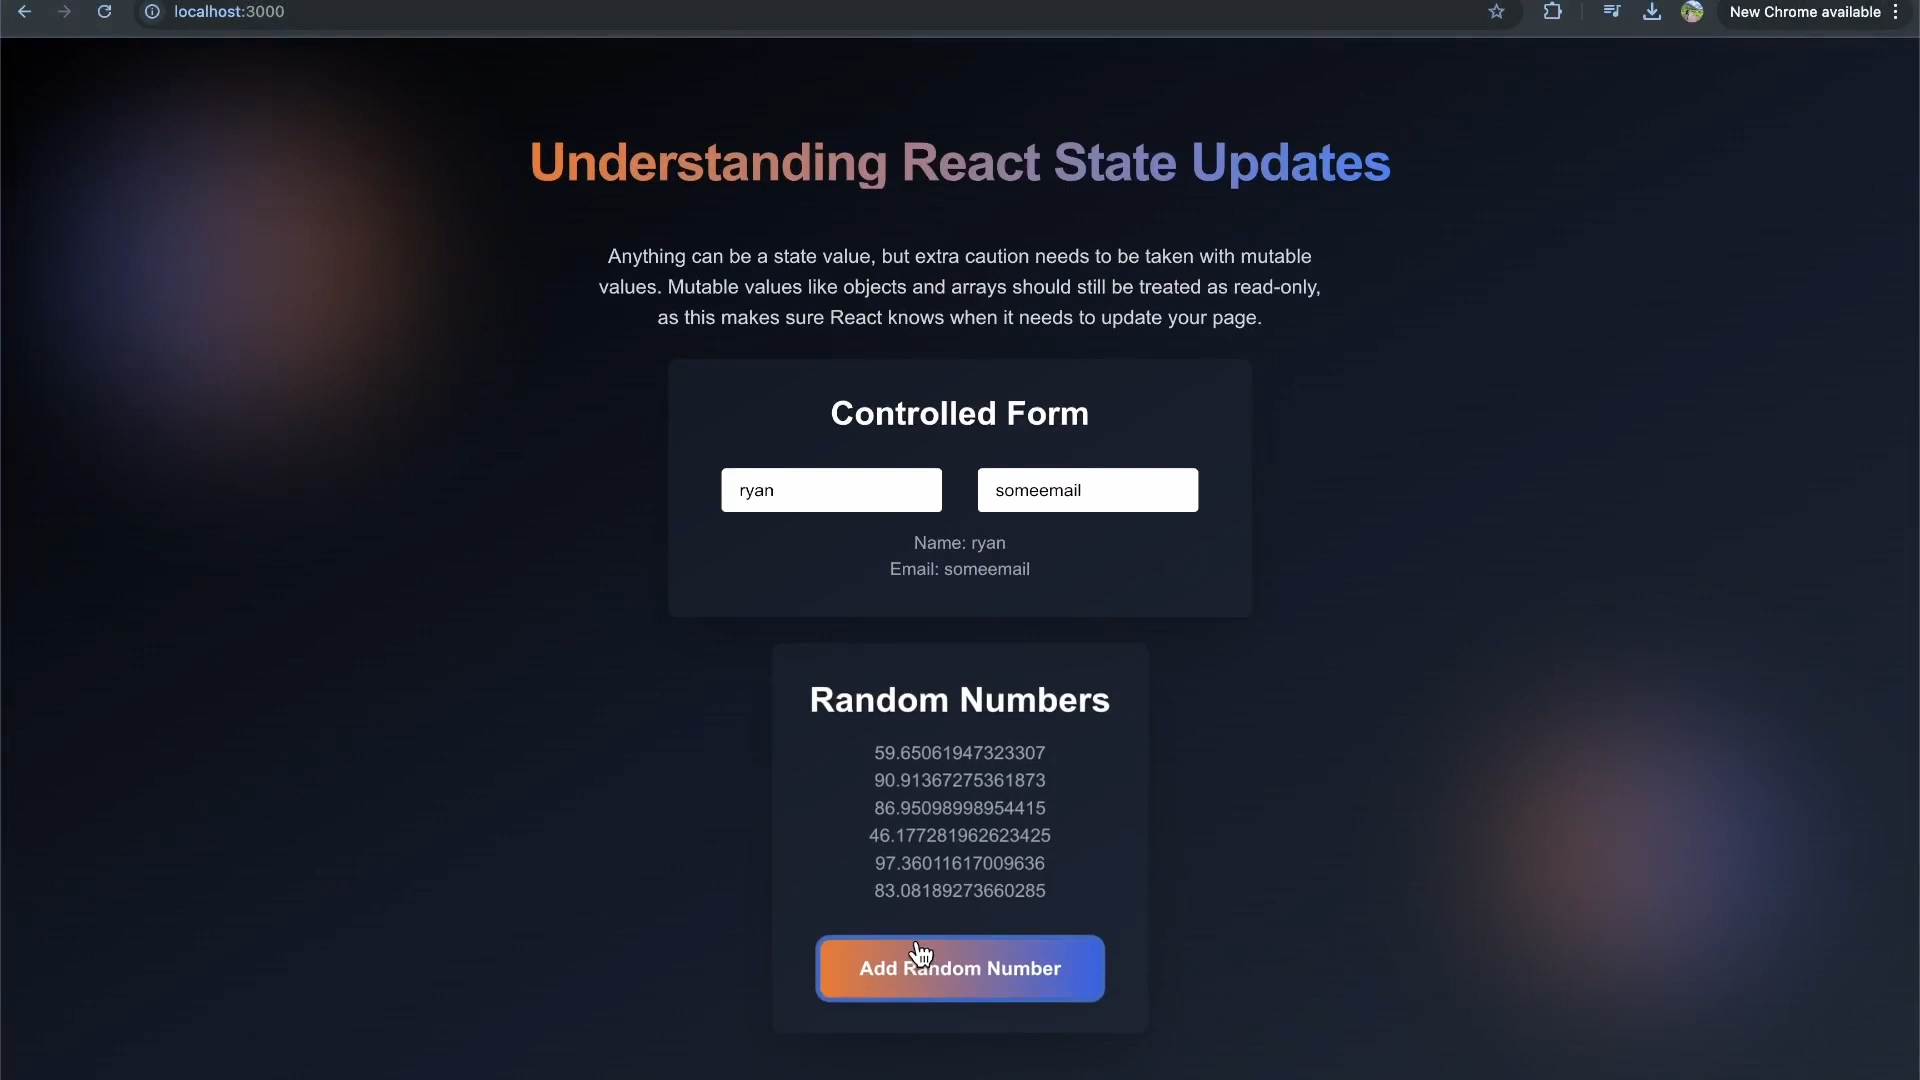 localhost:3000
New Chrome available
Understanding React State Updates
Anything can be a state value, but extra caution needs to be taken with mutable
values. Mutable values like objects and arrays should still be treated as read-only,
as this makes sure React knows when it needs to update your page.
Controlled Form
ryan
someemail
Name: ryan
Email: someemail
Random Numbers
59.65061947323307
90.91367275361873
86.95098998954415
46.177281962623425
97.36011617009636
83.08189273660285
Add Random Number